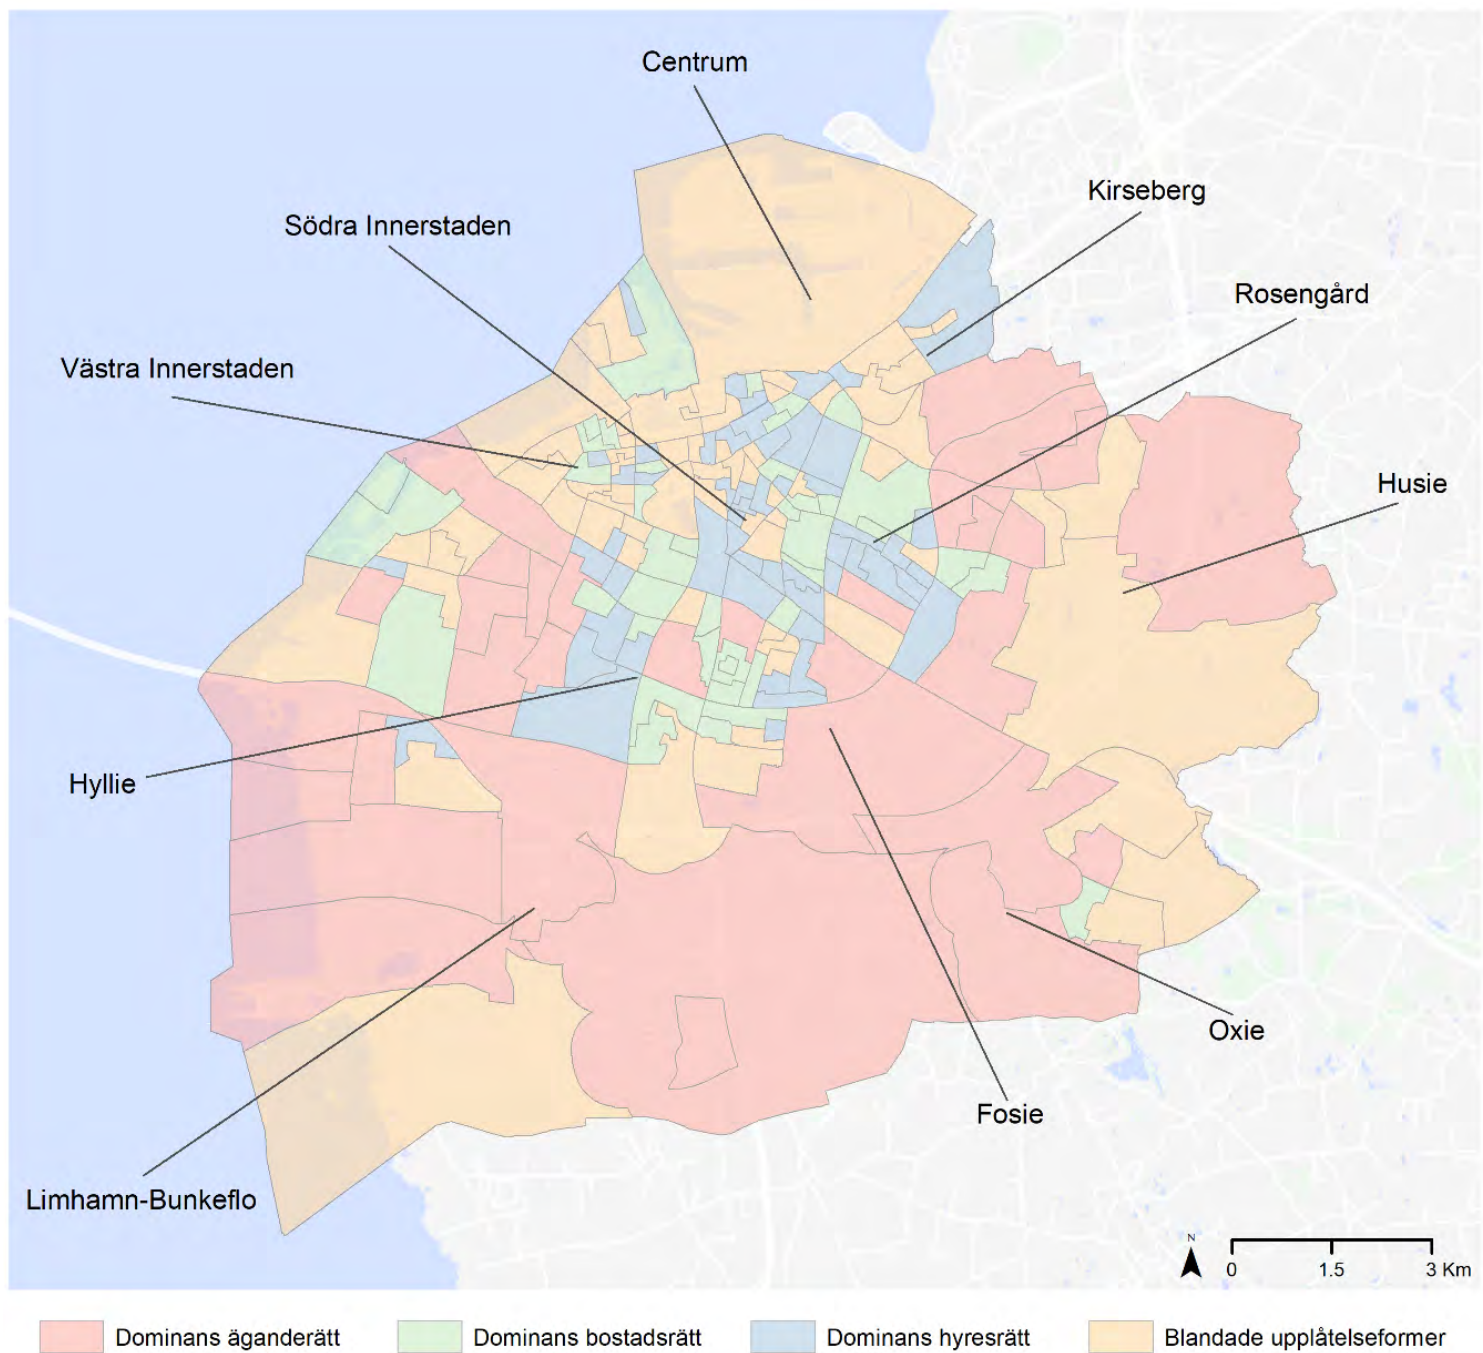 Centrum
Kirseberg
Södra Innerstaden
Rosengård
Västra Innerstaden
Husie
Hyllie
Oxie
Fosie
Limhamn-Bunkeflo
N
0 1.5 3 Km
Dominans äganderätt Dominans bostadsrätt Dominans hyresrätt Blandade upplåtelseformer